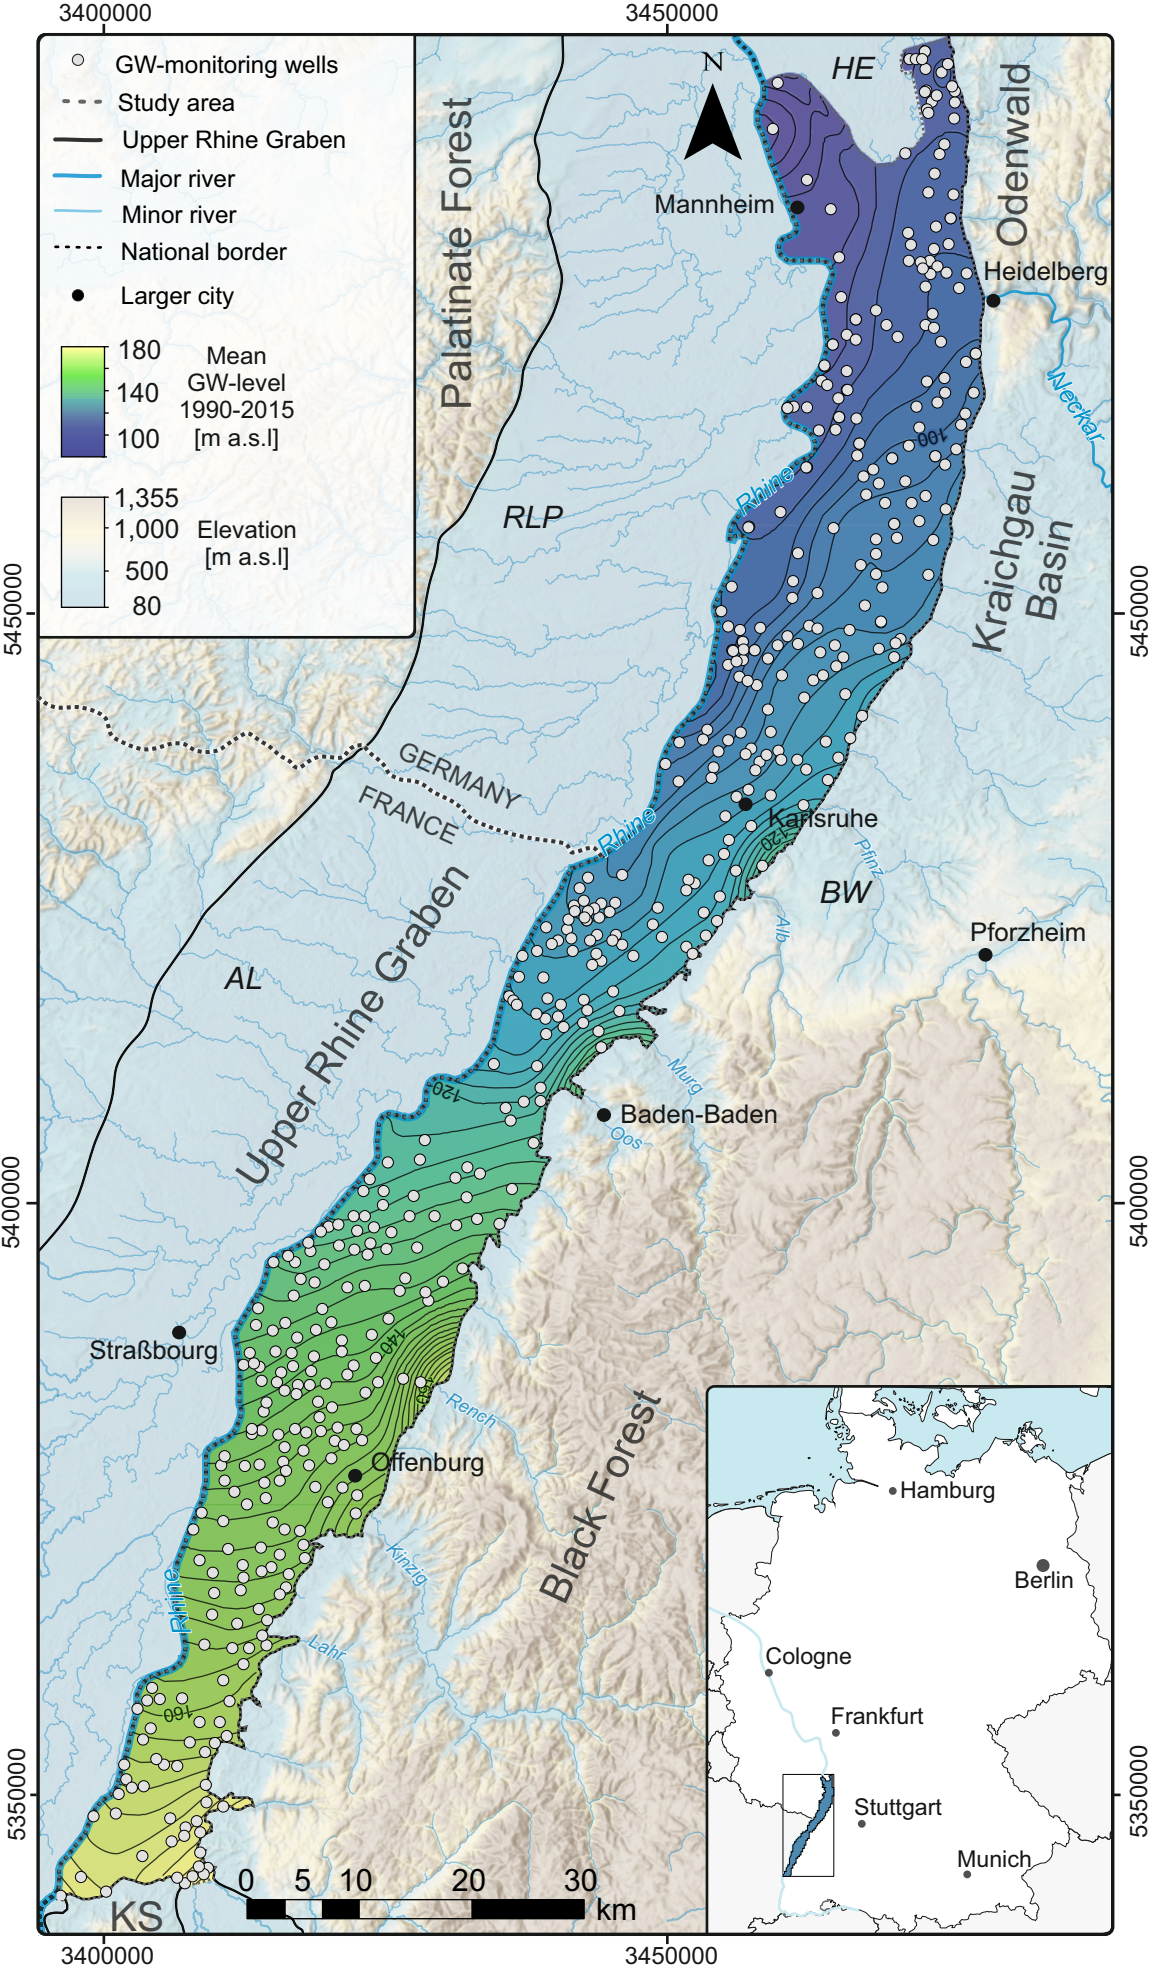 3400000
3450000
GW-monitoring wells
Study area
Upper Rhine Graben
Major river
Minor river
National border
Larger city
180
140
100
Mean
GW-level
1990-2015
[m a.s.l]
1,355
1,000
500
80
Elevation
[m a.s.l]
N
HE
Palatinate Forest
Odenwald
Mannheim
Heidelberg
Neckar
100
Rhine
RLP
Kraichgau
Basin
5450000
5450000
GERMANY
FRANCE
Rhine
Karlsruhe
120
Pfinz
BW
Alb
Pforzheim
AL
Upper Rhine Graben
Murg
120
Baden-Baden
Oos
5400000
5400000
Straßbourg
140
160
Rench
Offenburg
Black Forest
Kinzig
Rhine
Lahr
160
Hamburg
Berlin
Cologne
Frankfurt
Stuttgart
Munich
5350000
5350000
0 5 10 20 30
km
KS
3400000
3450000